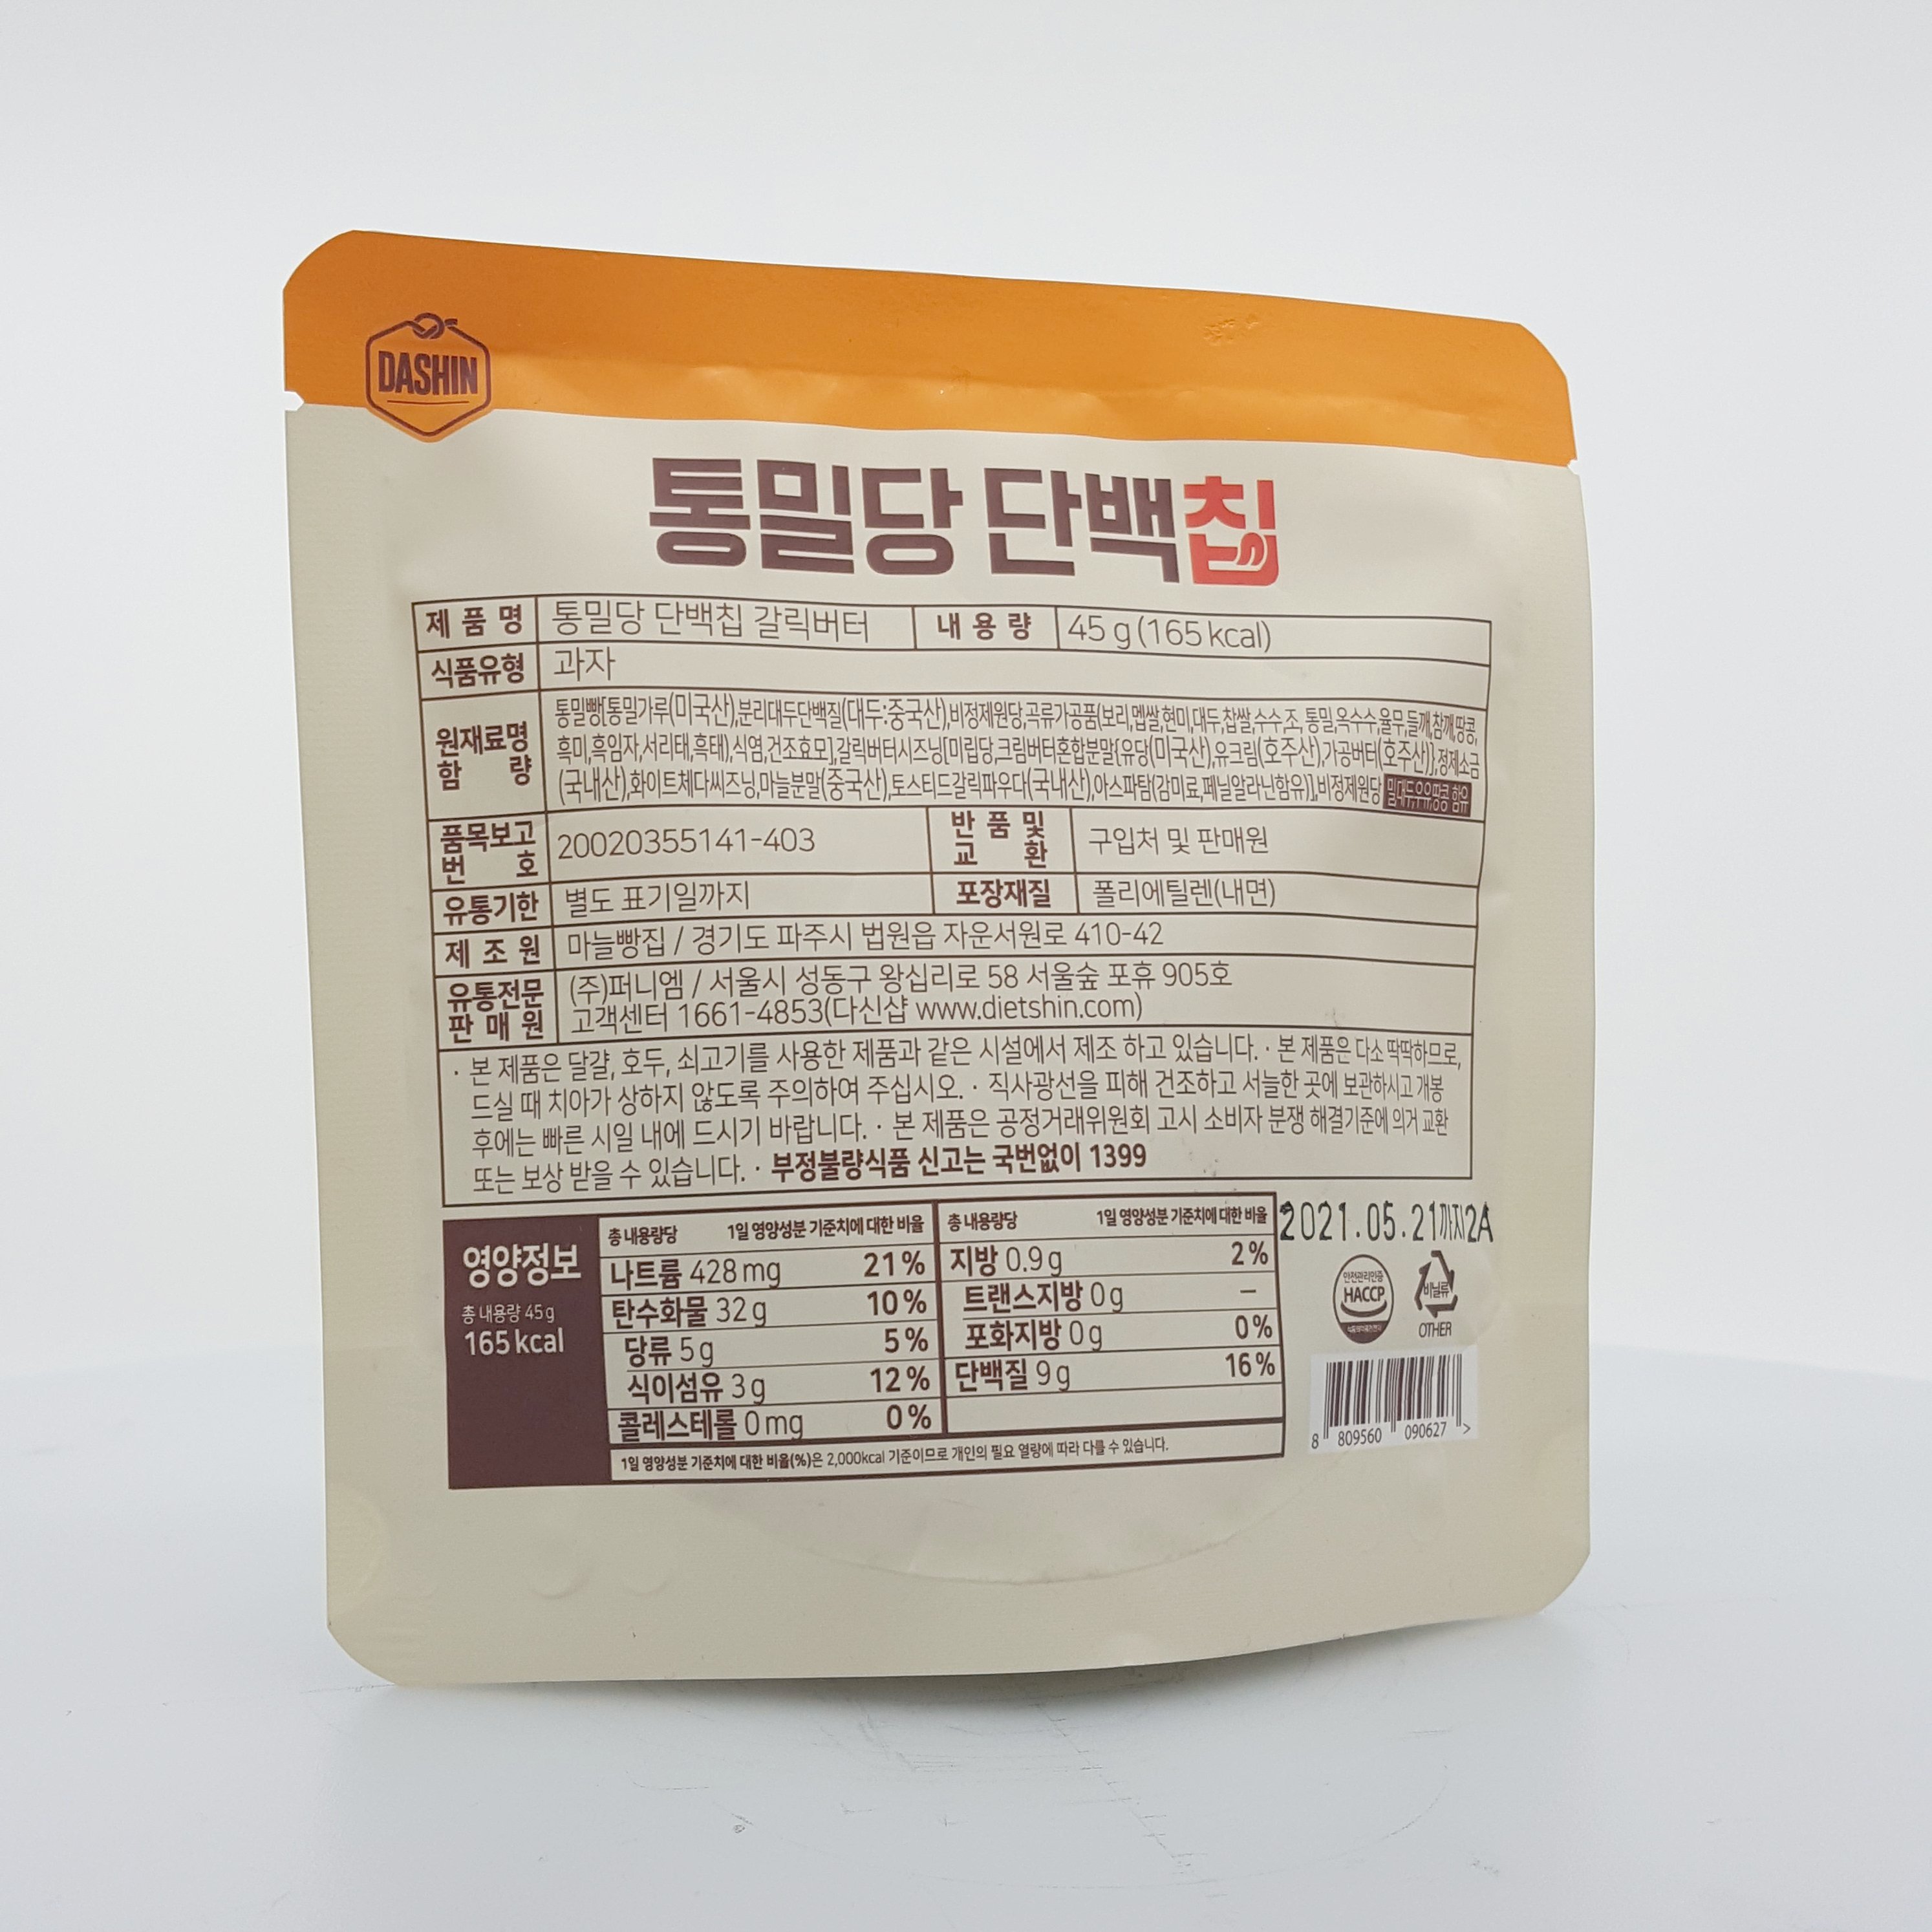 DASHIN
통밀당 단백칩
제 품 명 통밀당 단백칩 갈릭버터 내 용 량 45 g (165 kcal)
식품유형 과자
원재료명 함량 통밀빵[통밀가루(미국산),분리대두단백질(대두:중국산),비정제원당,곡류가공품(보리,멥쌀,현미,대두,찹쌀,수수,조, 통밀,옥수수,율무,들깨,참깨,땅콩,
흑미,흑임자,서리태,흑태),식염,건조효모],갈릭버터시즈닝[미립당,크림버터혼합분말{유당(미국산),유크림(호주산),가공버터(호주산)},정제소금
(국내산),화이트체다씨즈닝,마늘분말(중국산),토스티드갈릭파우다(국내산),아스파탐(감미료,페닐알라닌함유)],비정제원당 밀,대두,우유,땅콩 함유
품목보고번호 20020355141-403 반 품 및 교 환 구입처 및 판매원
유통기한 별도 표기일까지 포장재질 폴리에틸렌(내면)
제 조 원 마늘빵집 / 경기도 파주시 법원읍 자운서원로 410-42
유통전문판매원 (주)퍼니엠 / 서울시 성동구 왕십리로 58 서울숲 포휴 905호
고객센터 1661-4853(다신샵 www.dietshin.com)
· 본 제품은 달걀, 호두, 쇠고기를 사용한 제품과 같은 시설에서 제조 하고 있습니다. · 본 제품은 다소 딱딱하므로,
드실 때 치아가 상하지 않도록 주의하여 주십시오. · 직사광선을 피해 건조하고 서늘한 곳에 보관하시고 개봉
후에는 빠른 시일 내에 드시기 바랍니다. · 본 제품은 공정거래위원회 고시 소비자 분쟁 해결기준에 의거 교환
또는 보상 받을 수 있습니다. · 부정불량식품 신고는 국번없이 1399
영양정보
총 내용량 45 g
165 kcal
총 내용량당 1일 영양성분 기준치에 대한 비율
나트륨 428 mg 21 %
탄수화물 32 g 10 %
당류 5 g 5 %
식이섬유 3 g 12 %
콜레스테롤 0 mg 0 %
총 내용량당 1일 영양성분 기준치에 대한 비율
지방 0.9 g 2 %
트랜스지방 0 g –
포화지방 0 g 0 %
단백질 9 g 16 %
1일 영양성분 기준치에 대한 비율(%)은 2,000kcal 기준이므로 개인의 필요 열량에 따라 다를 수 있습니다.
2021.05.21까지2A
안전관리인증
HACCP
비닐류
OTHER
8 809560 090627 >